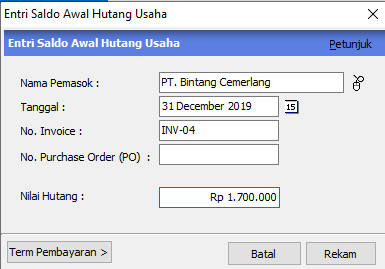 Entri Saldo Awal Hutang Usaha
Entri Saldo Awal Hutang Usaha Petunjuk
Nama Pemasok : PT. Bintang Cemerlang
Tanggal : 31 December 2019 15
No. Invoice : INV-04
No. Purchase Order (PO) :
Nilai Hutang : Rp 1.700.000
Term Pembayaran > Batal Rekam